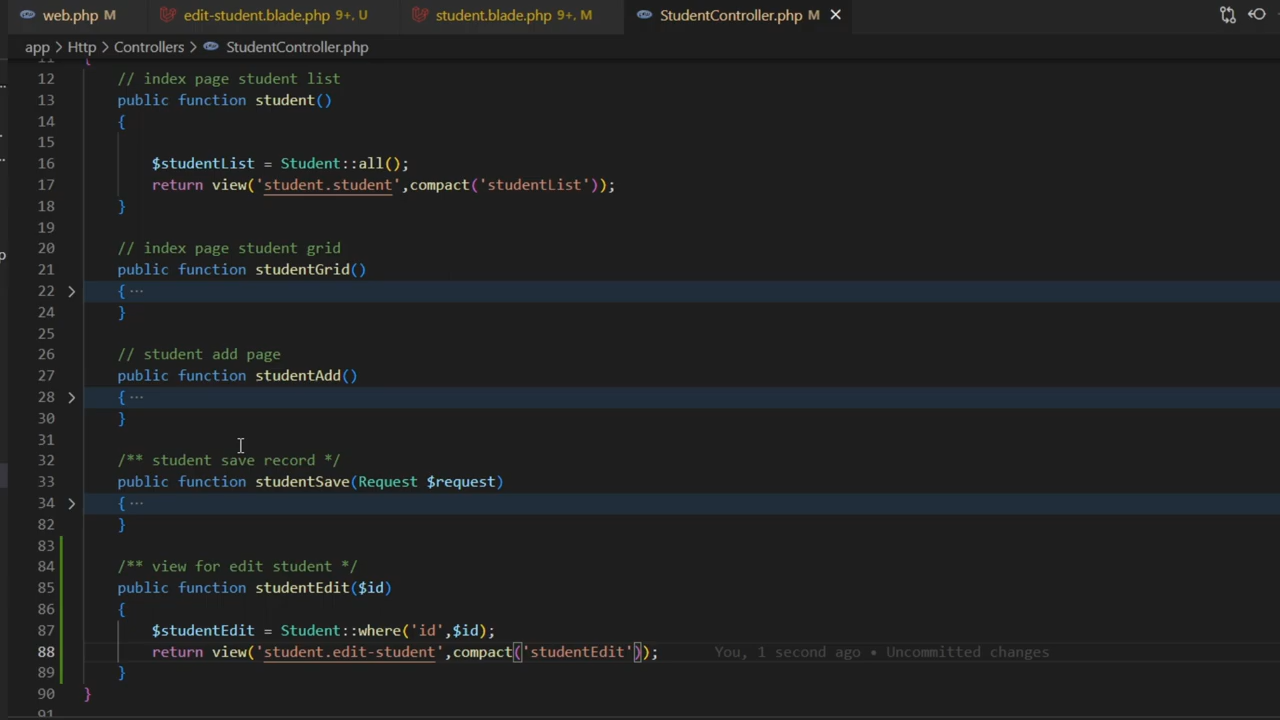 web.php M edit-student.blade.php 9+, U student.blade.php 9+, M StudentController.php M
app > Http > Controllers > StudentController.php
11 {
12 // index page student list
13 public function student()
14 {
15
16 $studentList = Student::all();
17 return view('student.student',compact('studentList'));
18 }
19
20 // index page student grid
21 public function studentGrid()
22 { ···
24 }
25
26 // student add page
27 public function studentAdd()
28 { ···
30 }
31
32 /** student save record */
33 public function studentSave(Request $request)
34 { ···
82 }
83
84 /** view for edit student */
85 public function studentEdit($id)
86 {
87 $studentEdit = Student::where('id',$id);
88 return view('student.edit-student',compact('studentEdit')); You, 1 second ago • Uncommitted changes
89 }
90 }
91